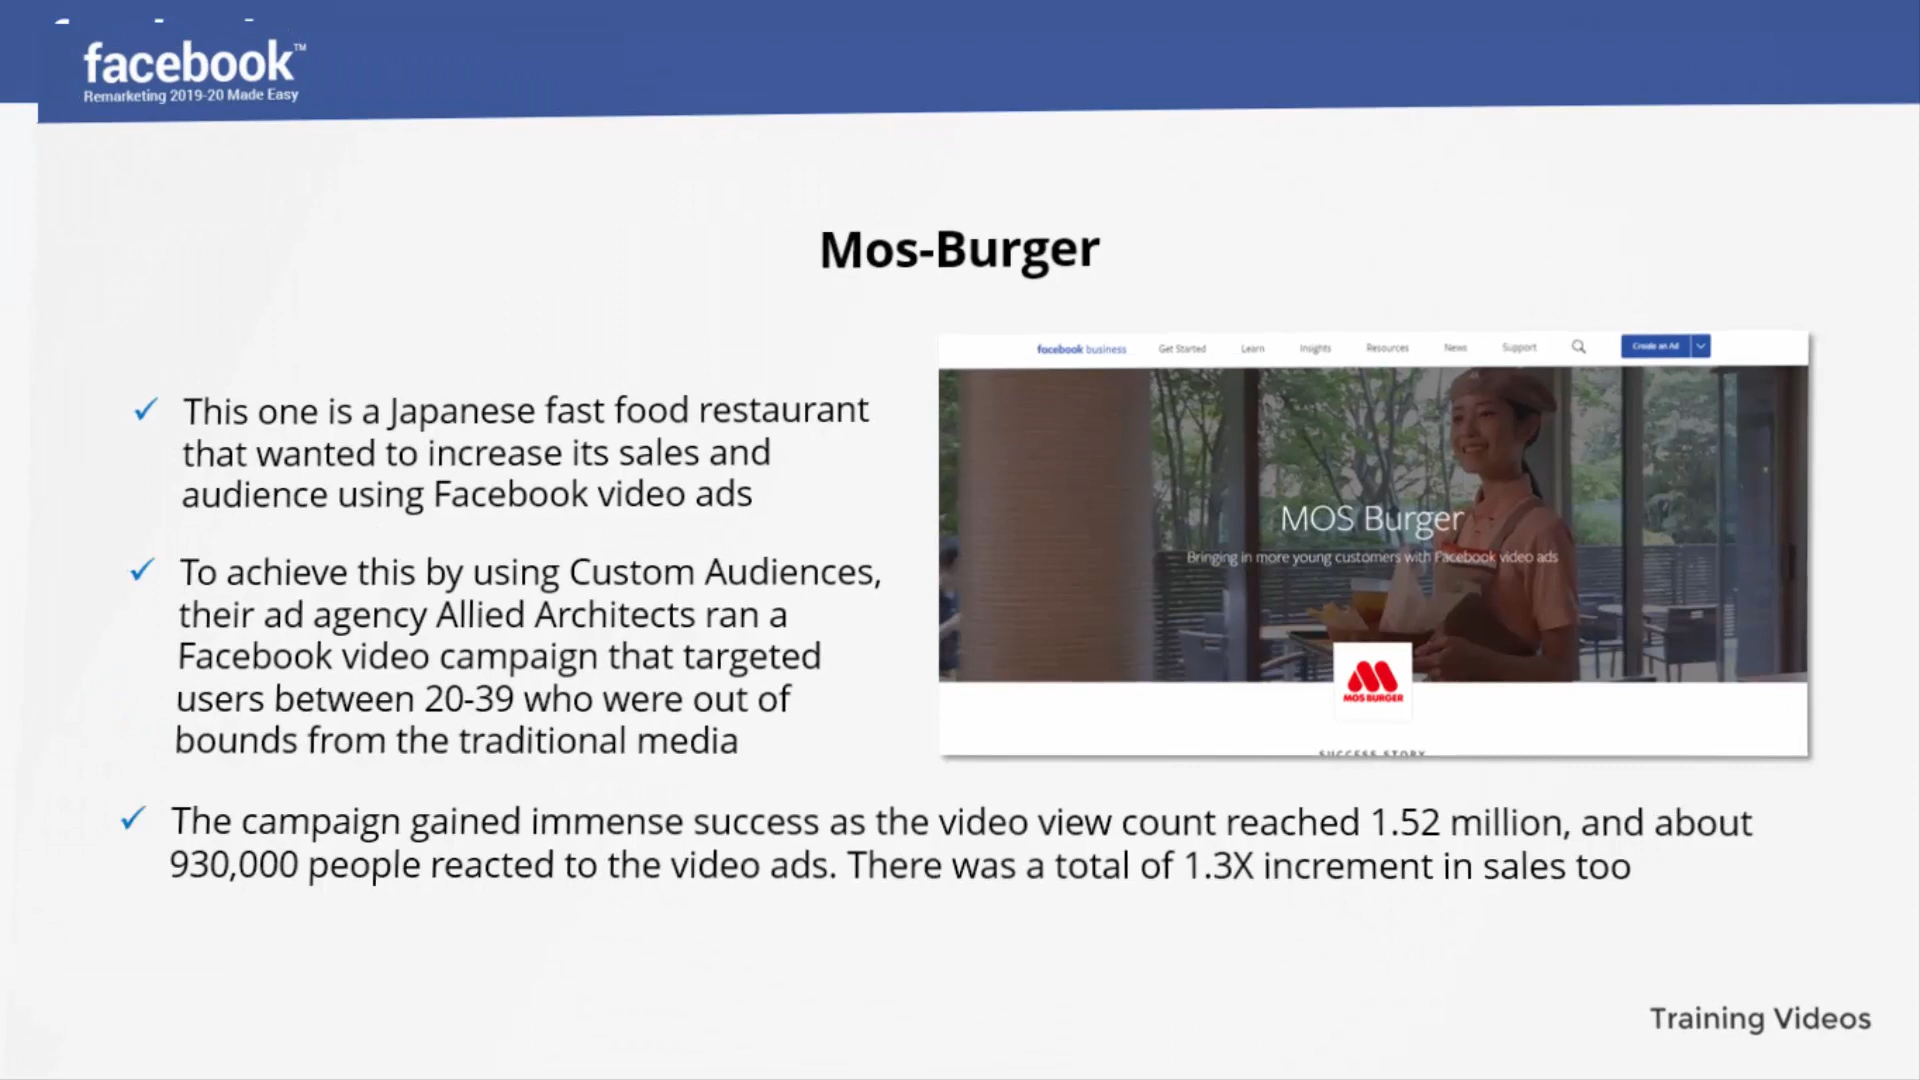 facebook™
Remarketing 2019-20 Made Easy
Mos-Burger
This one is a Japanese fast food restaurant
that wanted to increase its sales and
audience using Facebook video ads
To achieve this by using Custom Audiences,
their ad agency Allied Architects ran a
Facebook video campaign that targeted
users between 20-39 who were out of
bounds from the traditional media
facebook business Get Started Learn Insights Resources News Support Create an Ad
MOS Burger
Bringing in more young customers with Facebook video ads
MOS BURGER
SUCCESS STORY
The campaign gained immense success as the video view count reached 1.52 million, and about
930,000 people reacted to the video ads. There was a total of 1.3X increment in sales too
Training Videos